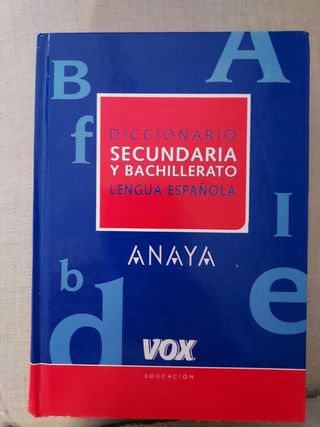 B
A
f
DICCIONARIO
SECUNDARIA
Y BACHILLERATO
LENGUA ESPAÑOLA
e
I
ANAYA
b
d
a
VOX
EDUCACIÓN